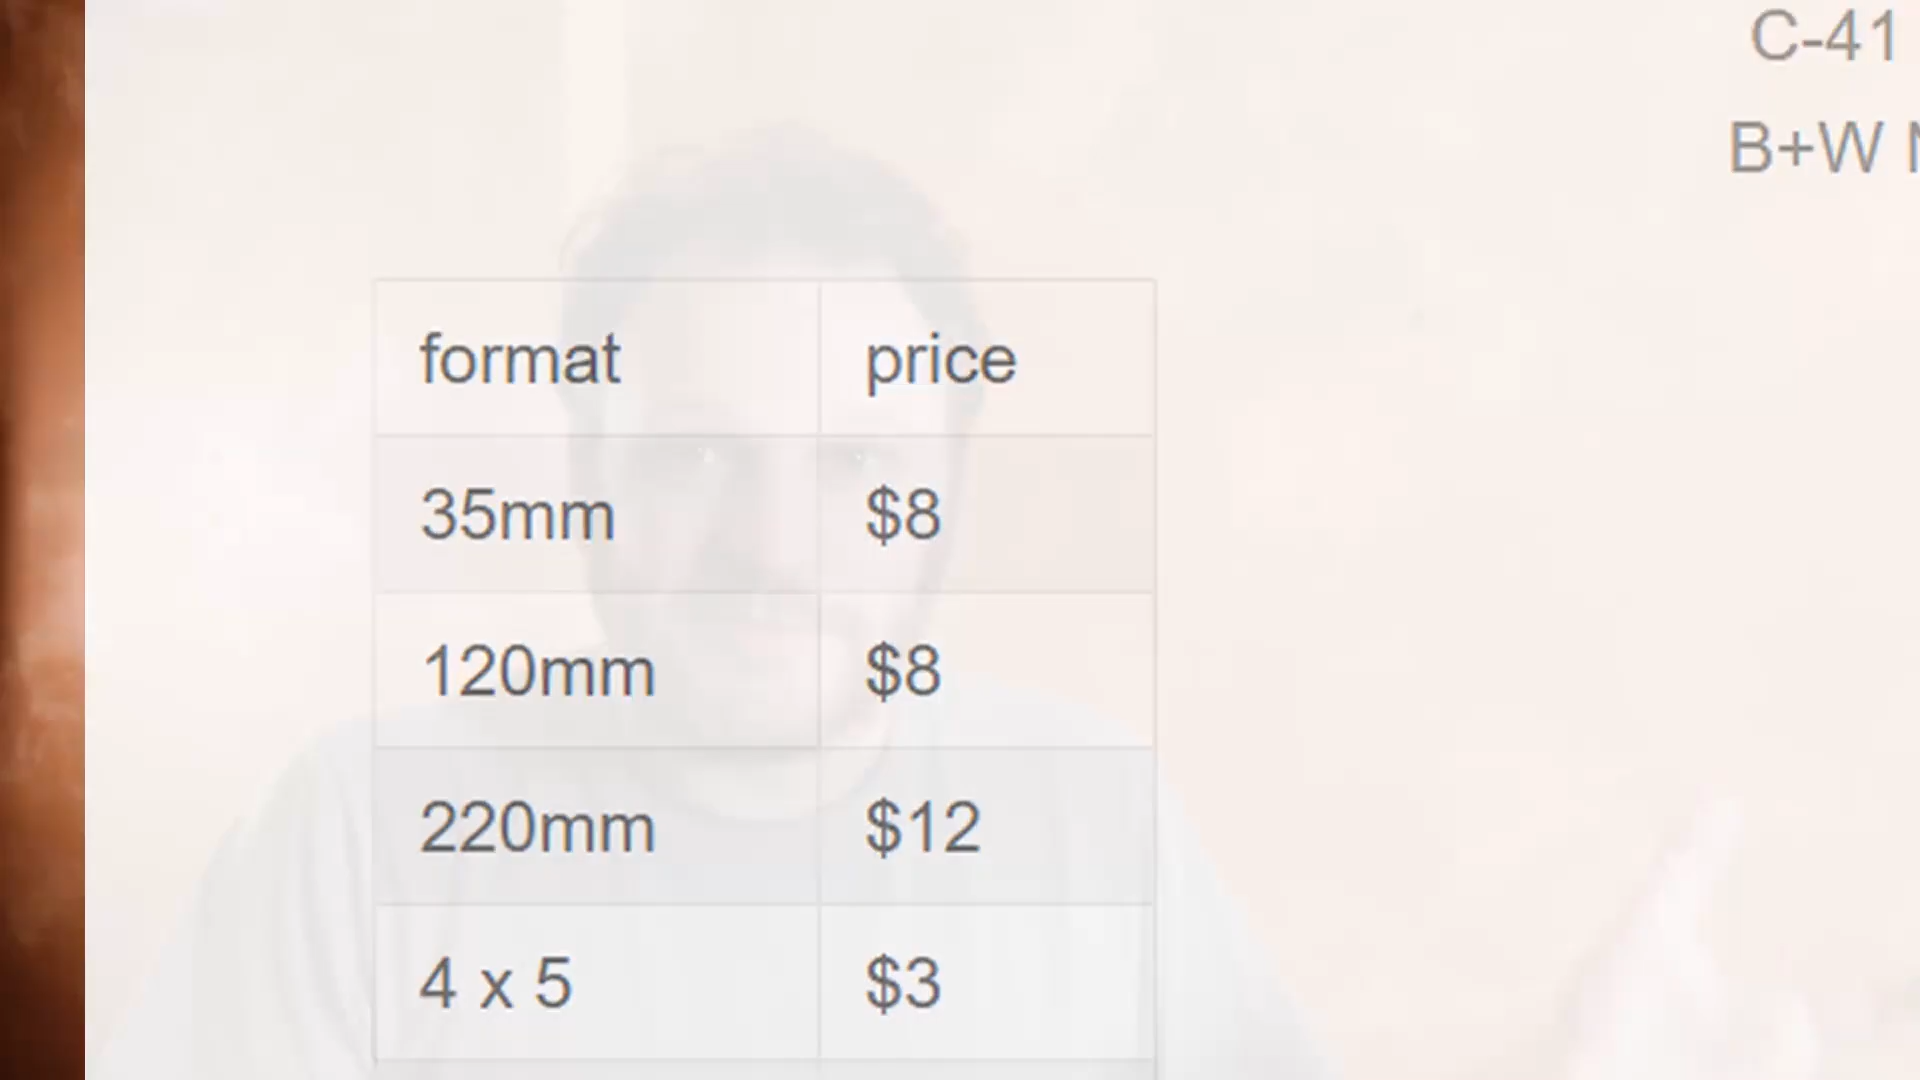 C-41
B+W
format price
35mm $8
120mm $8
220mm $12
4 x 5 $3